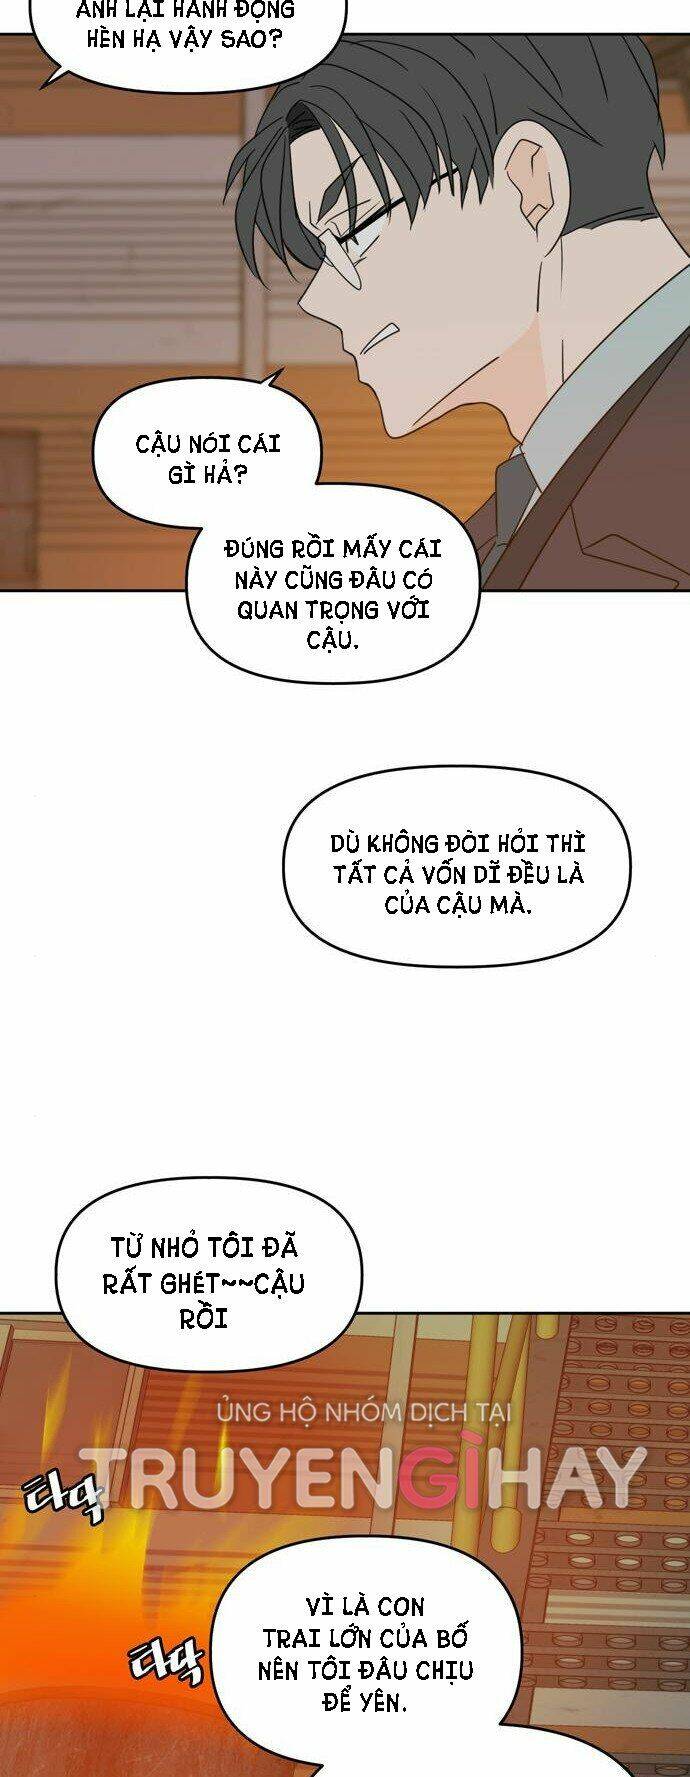 ANH LẠI HÀNH ĐỘNG
HÈN HẠ VẬY SAO?
CẬU NÓI CÁI
GÌ HẢ?
ĐÚNG RỒI MẤY CÁI
NÀY CŨNG ĐÂU CÓ
QUAN TRỌNG VỚI
CẬU.
DÙ KHÔNG ĐÒI HỎI THÌ
TẤT CẢ VỐN DĨ ĐỀU LÀ
CỦA CẬU MÀ.
TỪ NHỎ TÔI ĐÃ
RẤT GHÉT~~CẬU
RỒI
ỦNG HỘ NHÓM DỊCH TẠI
TRUYENGIHAY
타닥
VÌ LÀ CON
TRAI LỚN CỦA BỐ
NÊN TÔI ĐÂU CHỊU
ĐỂ YÊN.
타닥